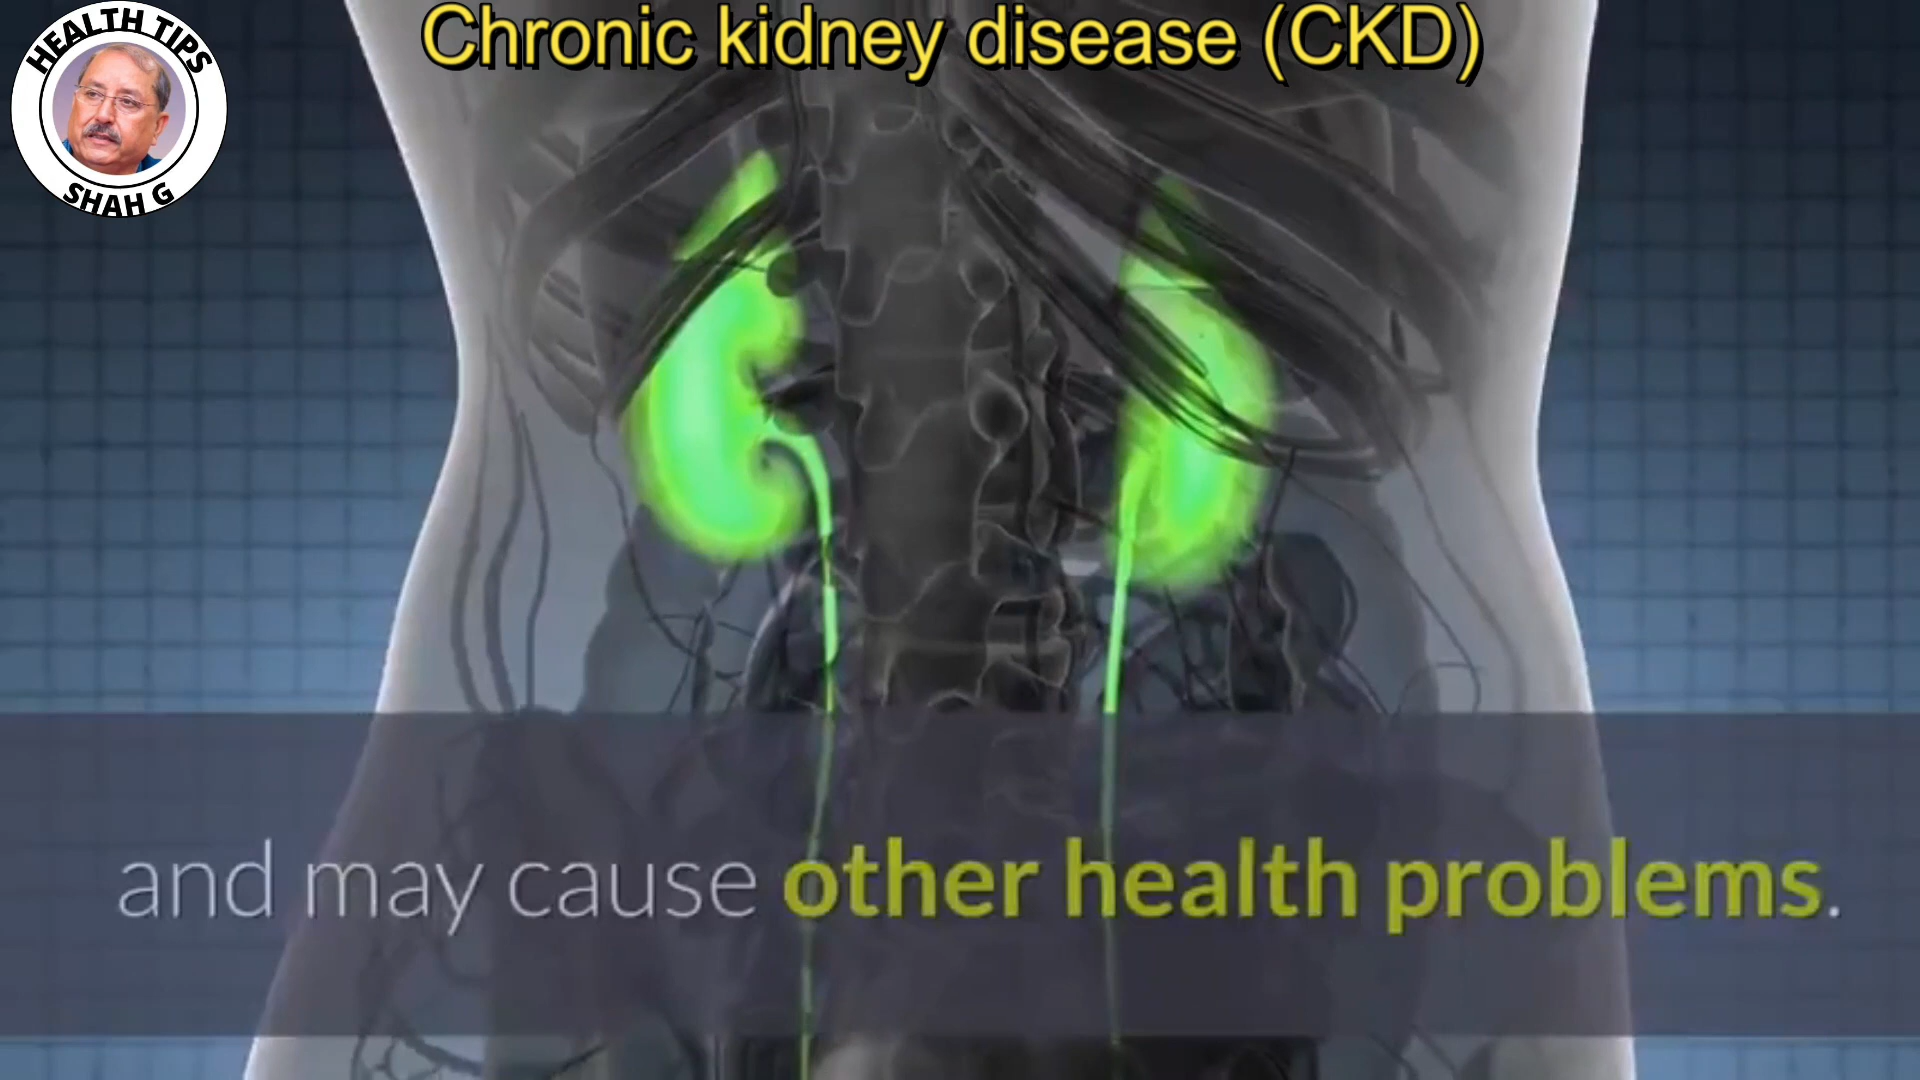 Chronic kidney disease (CKD)
HEALTH TIPS
SHAH G
and may cause other health problems.